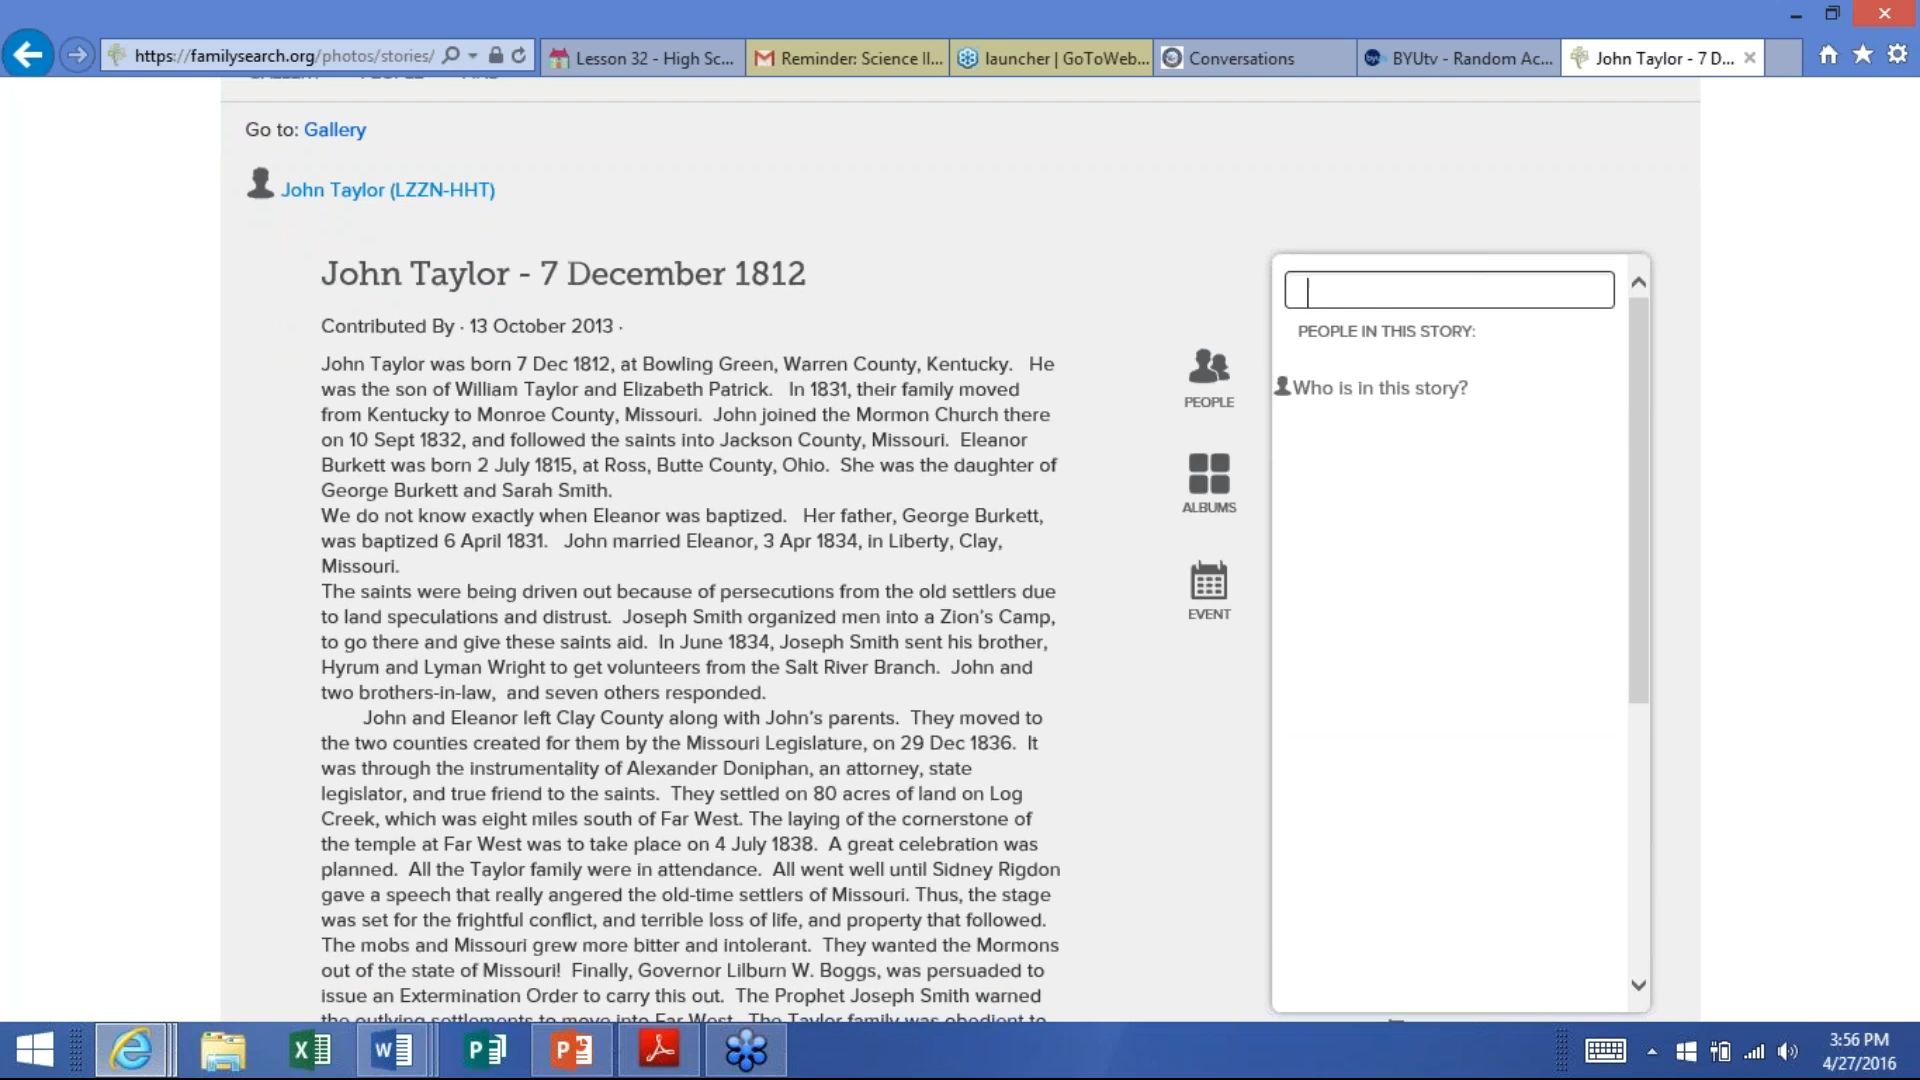 https://familysearch.org/photos/stories/
Lesson 32 - High Sc...
Reminder: Science II...
launcher | GoToWeb...
Conversations
BYUtv - Random Ac...
John Taylor - 7 D...
Go to: Gallery
John Taylor (LZZN-HHT)
John Taylor - 7 December 1812
Contributed By · 13 October 2013 ·
John Taylor was born 7 Dec 1812, at Bowling Green, Warren County, Kentucky. He
was the son of William Taylor and Elizabeth Patrick. In 1831, their family moved
from Kentucky to Monroe County, Missouri. John joined the Mormon Church there
on 10 Sept 1832, and followed the saints into Jackson County, Missouri. Eleanor
Burkett was born 2 July 1815, at Ross, Butte County, Ohio. She was the daughter of
George Burkett and Sarah Smith.
We do not know exactly when Eleanor was baptized. Her father, George Burkett,
was baptized 6 April 1831. John married Eleanor, 3 Apr 1834, in Liberty, Clay,
Missouri.
The saints were being driven out because of persecutions from the old settlers due
to land speculations and distrust. Joseph Smith organized men into a Zion's Camp,
to go there and give these saints aid. In June 1834, Joseph Smith sent his brother,
Hyrum and Lyman Wright to get volunteers from the Salt River Branch. John and
two brothers-in-law, and seven others responded.
John and Eleanor left Clay County along with John's parents. They moved to
the two counties created for them by the Missouri Legislature, on 29 Dec 1836. It
was through the instrumentality of Alexander Doniphan, an attorney, state
legislator, and true friend to the saints. They settled on 80 acres of land on Log
Creek, which was eight miles south of Far West. The laying of the cornerstone of
the temple at Far West was to take place on 4 July 1838. A great celebration was
planned. All the Taylor family were in attendance. All went well until Sidney Rigdon
gave a speech that really angered the old-time settlers of Missouri. Thus, the stage
was set for the frightful conflict, and terrible loss of life, and property that followed.
The mobs and Missouri grew more bitter and intolerant. They wanted the Mormons
out of the state of Missouri! Finally, Governor Lilburn W. Boggs, was persuaded to
issue an Extermination Order to carry this out. The Prophet Joseph Smith warned
the outlying settlements to move into Far West. The Taylor family was obedient to
PEOPLE
ALBUMS
EVENT
PEOPLE IN THIS STORY:
Who is in this story?
3:56 PM
4/27/2016